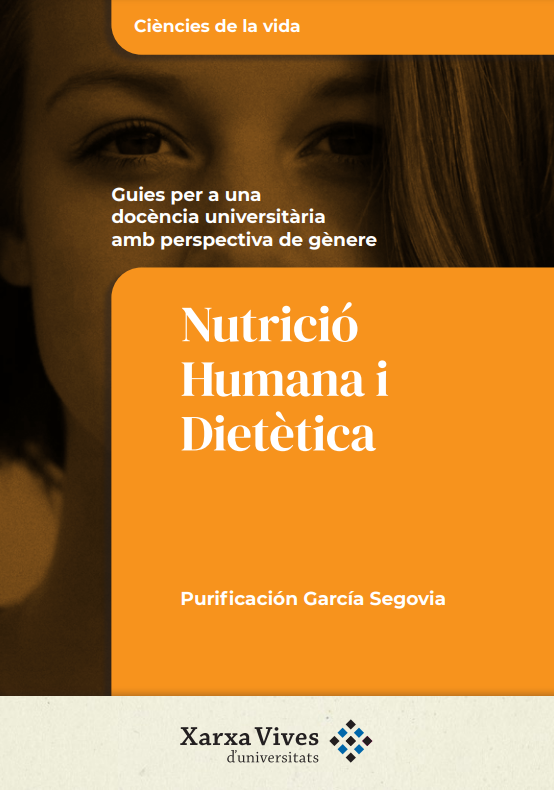 Ciències de la vida
Guies per a una
docència universitària
amb perspectiva de gènere
Nutrició
Humana i
Dietètica
Purificación García Segovia
Xarxa Vives
d'universitats